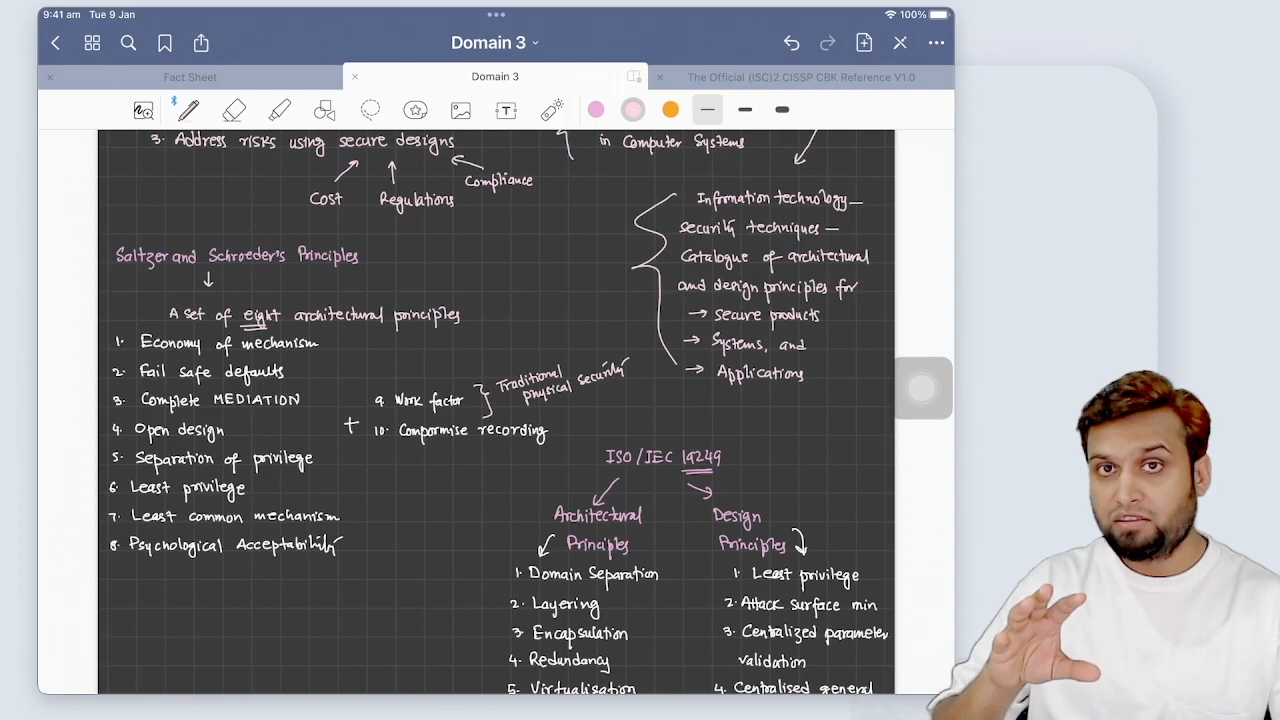 9:41 am Tue 9 Jan
100%
Domain 3
Fact Sheet
Domain 3
The Official (ISC)2 CISSP CBK Reference V1.0
T
3. Address risks using secure designs
Cost
Regulations
Compliance
in Computer Systems
Information technology—
security techniques—
Catalogue of architectural
and design principles for
→ secure products
→ Systems, and
→ Applications
Saltzer and Schroeder's Principles
A set of eight architectural principles
1. Economy of mechanism
2. Fail safe defaults
3. Complete MEDIATION
4. Open design
5. Separation of privilege
6. Least privilege
7. Least common mechanism
8. Psychological Acceptability
+
9. Work factor
10. Compormise recording
Traditional
physical security
ISO/IEC 19249
Architectural
Principles
1. Domain Separation
2. Layering
3. Encapsulation
4. Redundancy
5. Virtualisation
Design
Principles
1. Least privilege
2. Attack surface min
3. Centralized parameter
validation
4. Centralised general